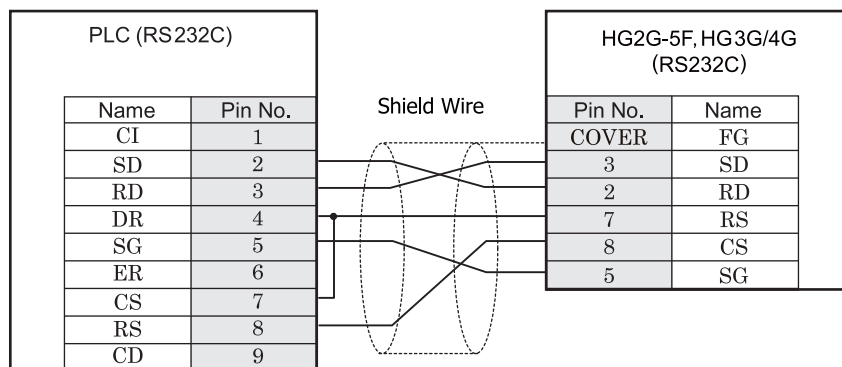 PLC (RS232C)
Name Pin No.
CI 1
SD 2
RD 3
DR 4
SG 5
ER 6
CS 7
RS 8
CD 9
Shield Wire
HG2G-5F, HG3G/4G
(RS232C)
Pin No. Name
COVER FG
3 SD
2 RD
7 RS
8 CS
5 SG